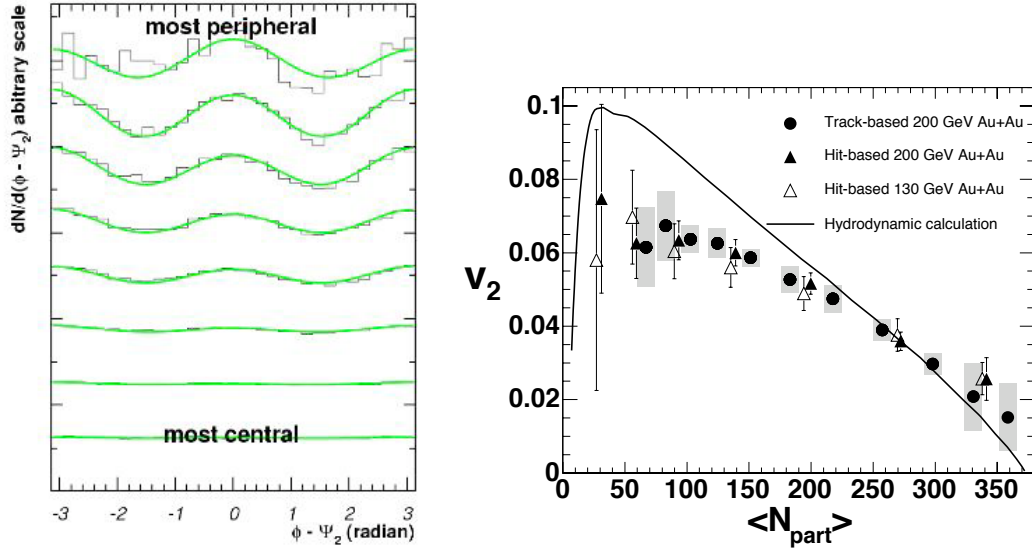 most peripheral
dN/d(ϕ - Ψ2) abitrary scale
most central
-3 -2 -1 0 1 2 3
ϕ - Ψ2 (radian)
0.1
0.08
0.06
0.04
0.02
0
v2
Track-based 200 GeV Au+Au
Hit-based 200 GeV Au+Au
Hit-based 130 GeV Au+Au
Hydrodynamic calculation
0 50 100 150 200 250 300 350
<Npart>